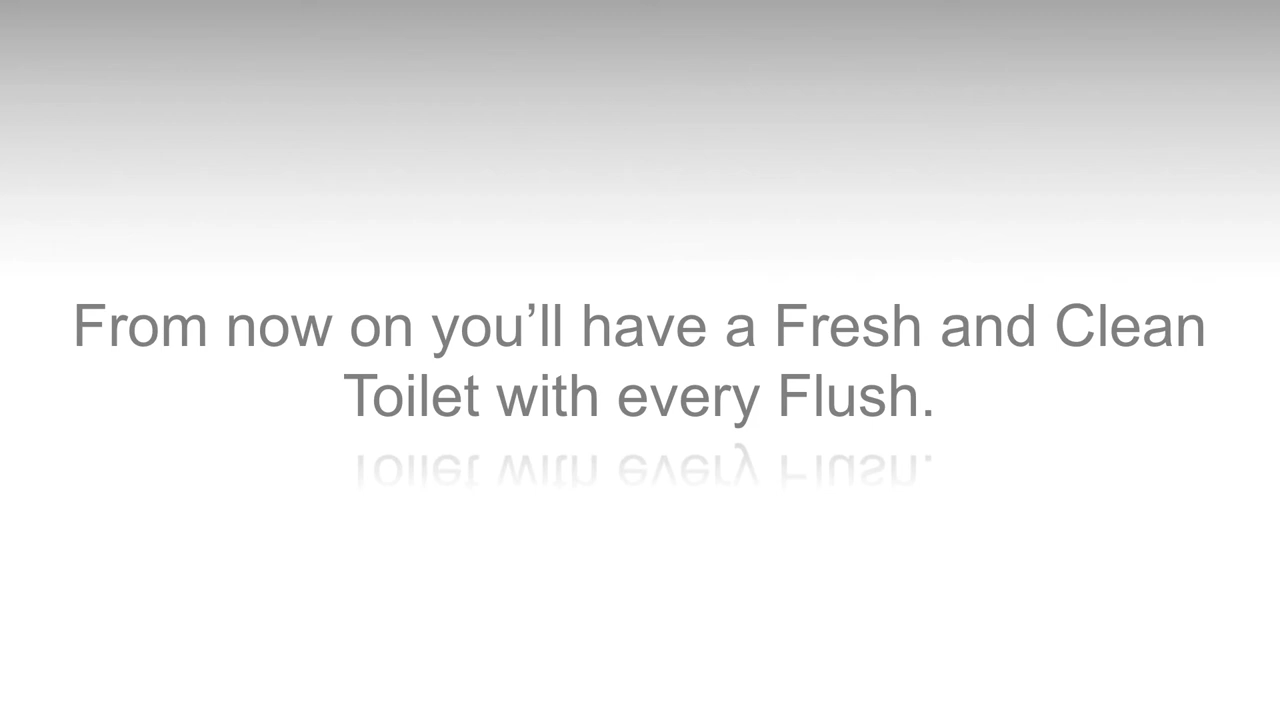 From now on you’ll have a Fresh and Clean
Toilet with every Flush.